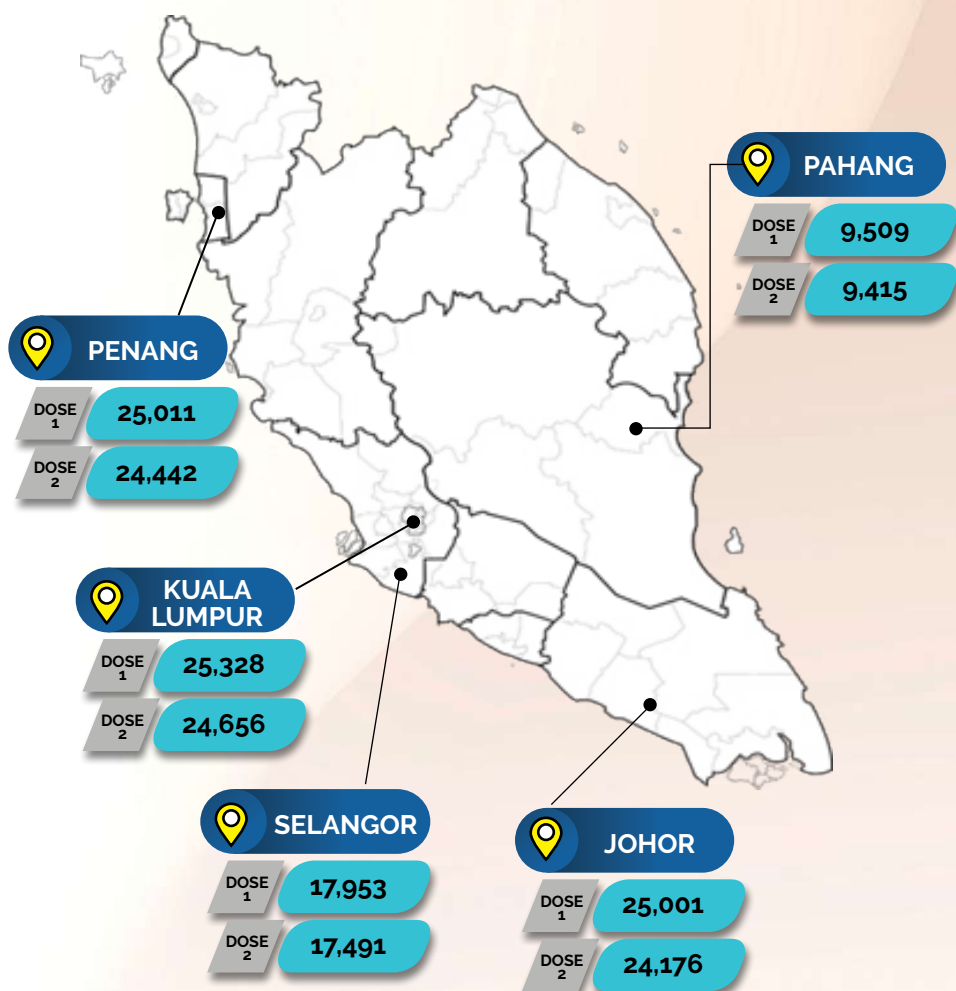 PAHANG
DOSE
1
9,509
DOSE
2
9,415
PENANG
DOSE
1
25,011
DOSE
2
24,442
KUALA
LUMPUR
DOSE
1
25,328
DOSE
2
24,656
SELANGOR
DOSE
1
17,953
DOSE
2
17,491
JOHOR
DOSE
1
25,001
DOSE
2
24,176